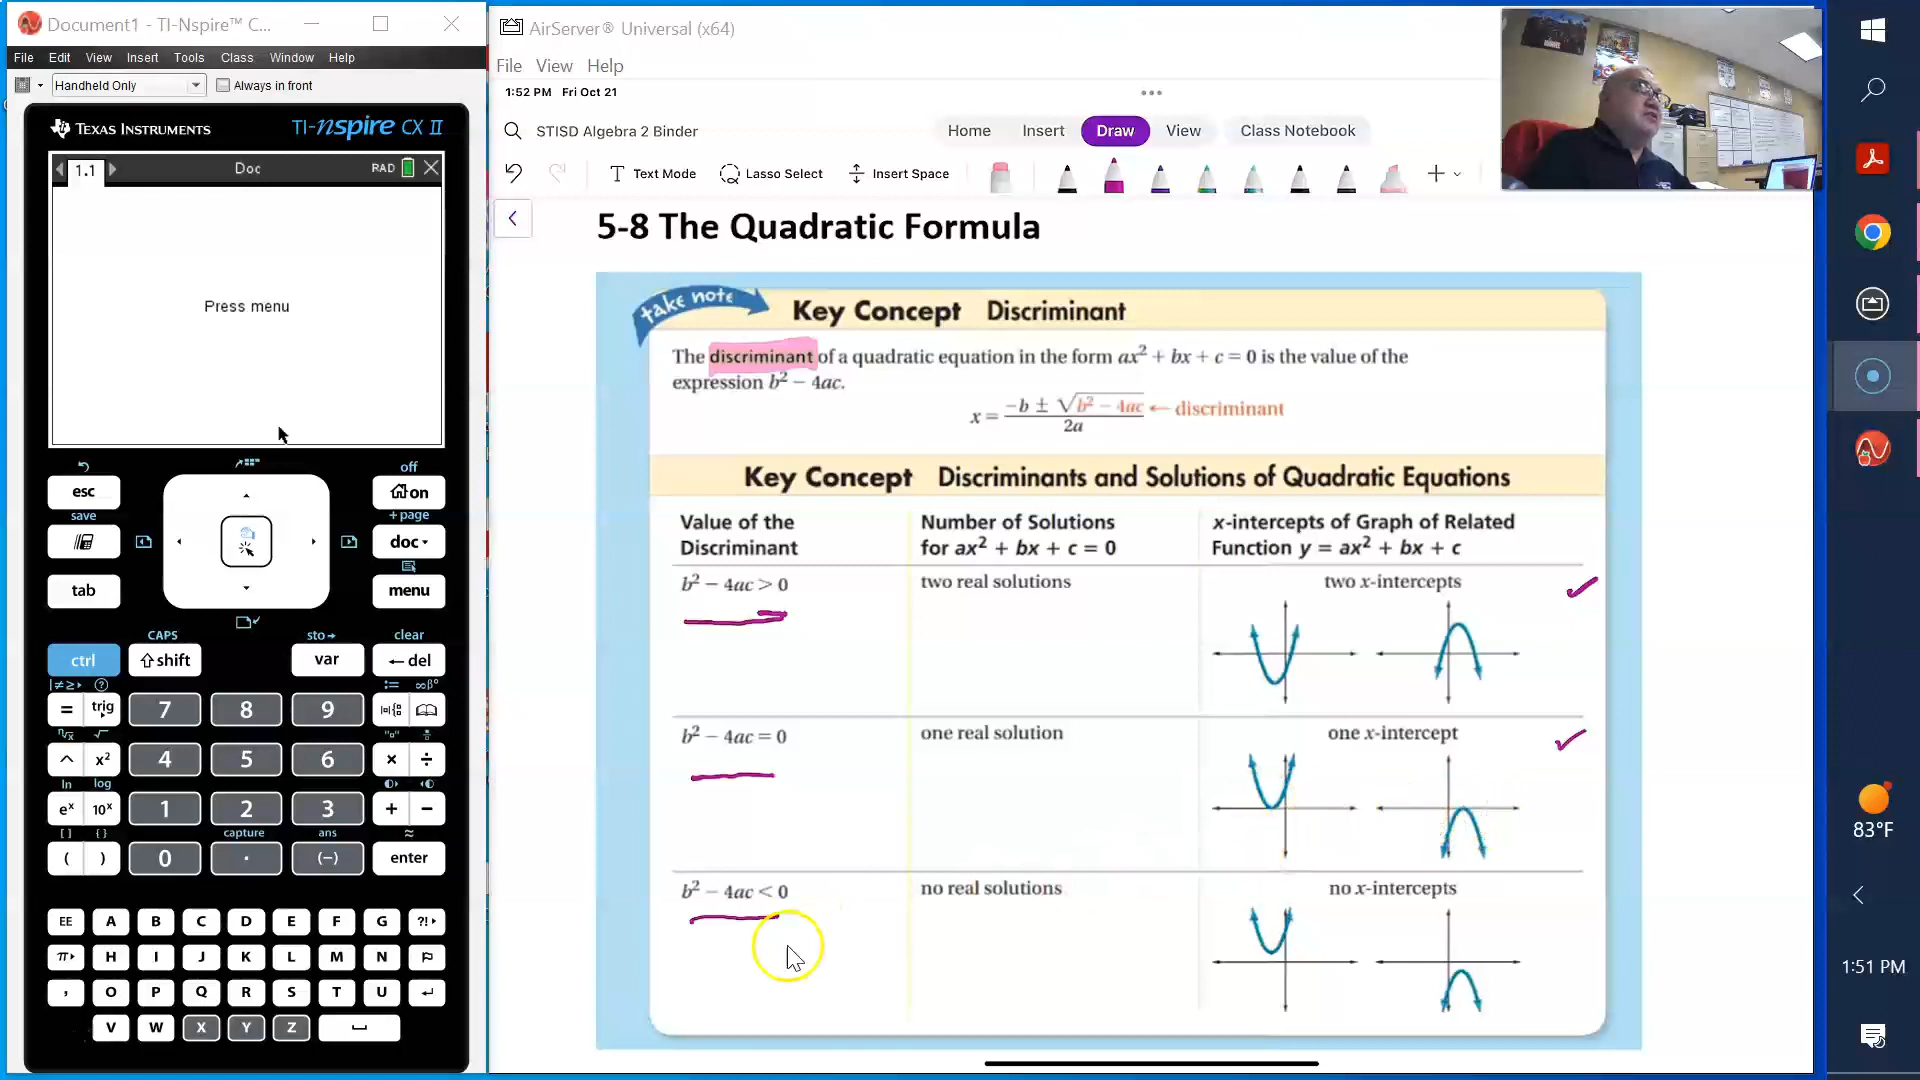 Document1 - TI-Nspire™ C...
File Edit View Insert Tools Class Window Help
Handheld Only
Always in front
TEXAS INSTRUMENTS
TI-nspire CX II
1.1
Doc
RAD
Press menu
off
esc
on
save
+ page
doc
tab
menu
CAPS
sto→
clear
ctrl
shift
var
←del
= trig 7 8 9
^ x² 4 5 6 × ÷
ln log
eˣ 10ˣ 1 2 3 + −
[ ] { } capture ans ≈
( ) 0 . (−) enter
EE A B C D E F G ?!▸
π▸ H I J K L M N
, O P Q R S T U
V W X Y Z
AirServer® Universal (x64)
File View Help
1:52 PM Fri Oct 21
STISD Algebra 2 Binder
Home Insert Draw View Class Notebook
Text Mode Lasso Select Insert Space
5-8 The Quadratic Formula
take note
Key Concept Discriminant
The discriminant of a quadratic equation in the form ax² + bx + c = 0 is the value of the
expression b² − 4ac.
x = −b ± √b² − 4ac / 2a ← discriminant
Key Concept Discriminants and Solutions of Quadratic Equations
Value of the
Discriminant
Number of Solutions
for ax² + bx + c = 0
x-intercepts of Graph of Related
Function y = ax² + bx + c
b² − 4ac > 0
two real solutions
two x-intercepts
b² − 4ac = 0
one real solution
one x-intercept
b² − 4ac < 0
no real solutions
no x-intercepts
83°F
1:51 PM